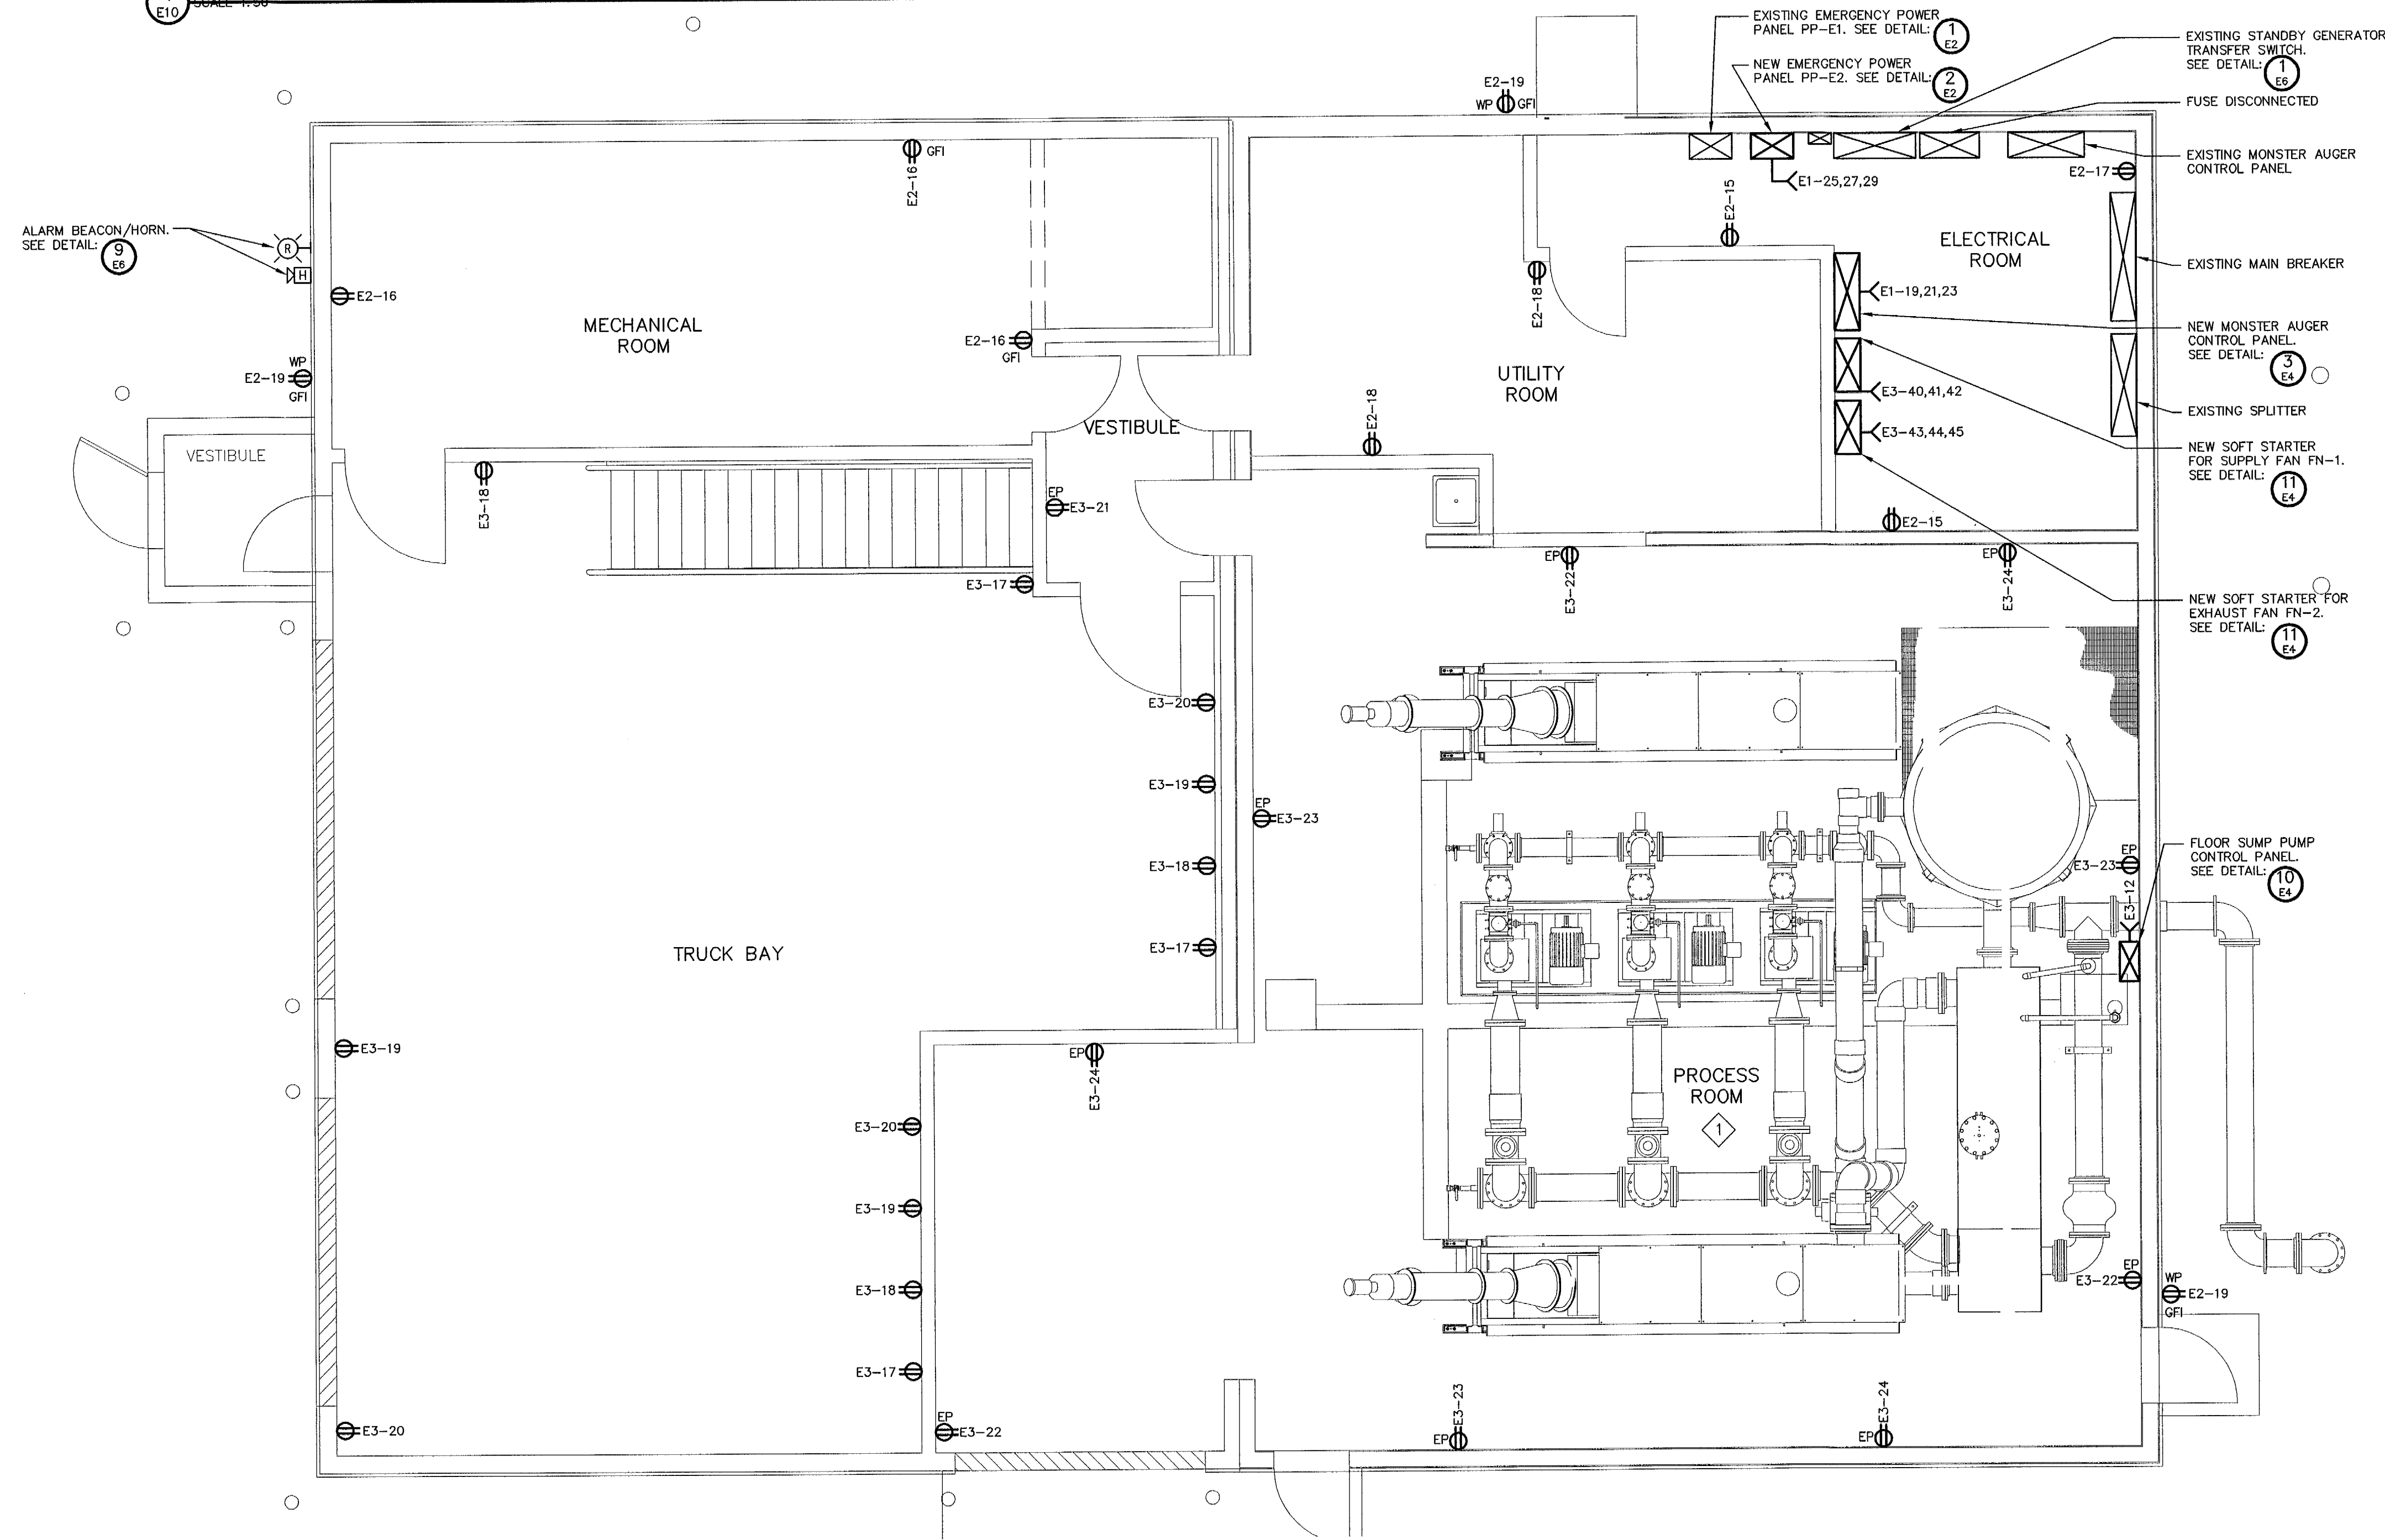 E10
SCALE 1:50
EXISTING EMERGENCY POWER
PANEL PP-E1. SEE DETAIL:
1
E2
NEW EMERGENCY POWER
PANEL PP-E2. SEE DETAIL:
2
E2
EXISTING STANDBY GENERATOR
TRANSFER SWITCH.
SEE DETAIL:
1
E6
FUSE DISCONNECTED
EXISTING MONSTER AUGER
CONTROL PANEL
E2-19
WP
GFI
GFI
E2-16
E2-15
E1-25,27,29
E2-17
ALARM BEACON/HORN.
SEE DETAIL:
9
E6
R
H
ELECTRICAL
ROOM
EXISTING MAIN BREAKER
E2-16
E2-18
E1-19,21,23
MECHANICAL
ROOM
E2-16
GFI
NEW MONSTER AUGER
CONTROL PANEL.
SEE DETAIL:
3
E4
WP
E2-19
GFI
UTILITY
ROOM
E3-40,41,42
EXISTING SPLITTER
VESTIBULE
E2-18
E3-43,44,45
VESTIBULE
NEW SOFT STARTER
FOR SUPPLY FAN FN-1.
SEE DETAIL:
11
E4
E3-18
EP
E3-21
E2-15
EP
E3-22
EP
E3-24
E3-17
NEW SOFT STARTER FOR
EXHAUST FAN FN-2.
SEE DETAIL:
11
E4
E3-20
E3-19
EP
E3-23
E3-18
EP
E3-23
E3-12
FLOOR SUMP PUMP
CONTROL PANEL.
SEE DETAIL:
10
E4
TRUCK BAY
E3-17
E3-19
EP
E3-24
PROCESS
ROOM
1
E3-20
E3-19
E3-18
EP
E3-22
WP
E2-19
GFI
E3-17
E3-20
EP
E3-22
E3-23
EP
E3-24
EP